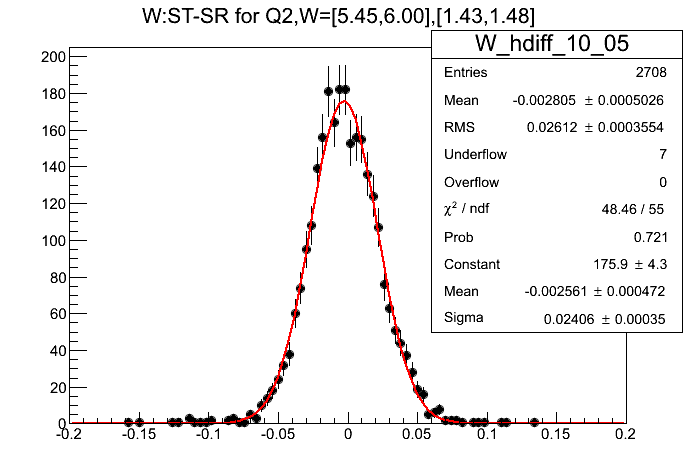 W:ST-SR for Q2,W=[5.45,6.00],[1.43,1.48]
W_hdiff_10_05
Entries 2708
Mean -0.002805 ± 0.0005026
RMS 0.02612 ± 0.0003554
Underflow 7
Overflow 0
χ² / ndf 48.46 / 55
Prob 0.721
Constant 175.9 ± 4.3
Mean -0.002561 ± 0.000472
Sigma 0.02406 ± 0.00035
200
180
160
140
120
100
80
60
40
20
0
-0.2 -0.15 -0.1 -0.05 0 0.05 0.1 0.15 0.2